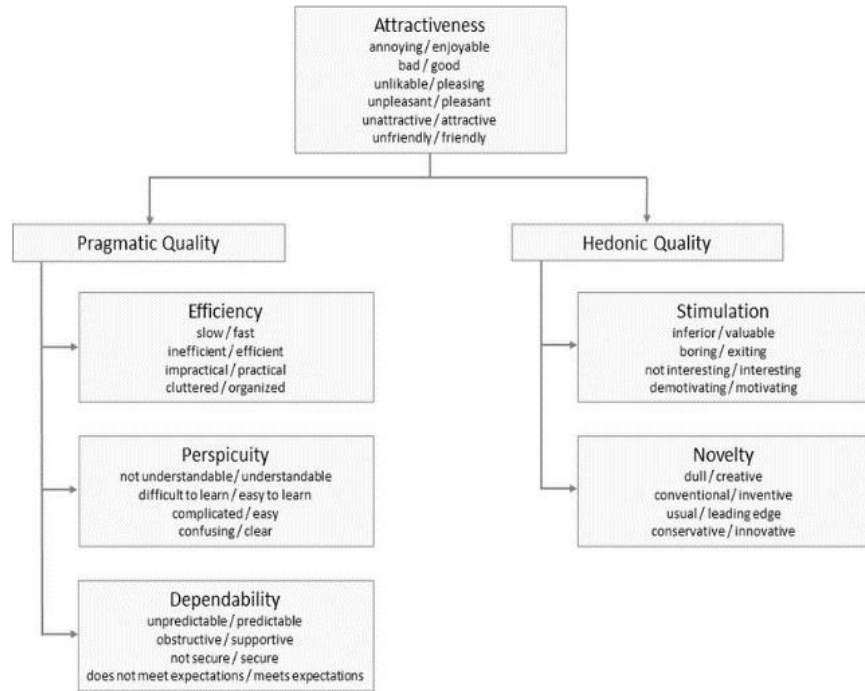 Attractiveness
annoying / enjoyable
bad / good
unlikable / pleasing
unpleasant / pleasant
unattractive / attractive
unfriendly / friendly
Pragmatic Quality
Hedonic Quality
Efficiency
slow / fast
inefficient / efficient
impractical / practical
cluttered / organized
Perspicuity
not understandable / understandable
difficult to learn / easy to learn
complicated / easy
confusing / clear
Dependability
unpredictable / predictable
obstructive / supportive
not secure / secure
does not meet expectations / meets expectations
Stimulation
inferior / valuable
boring / exiting
not interesting / interesting
demotivating / motivating
Novelty
dull / creative
conventional / inventive
usual / leading edge
conservative / innovative